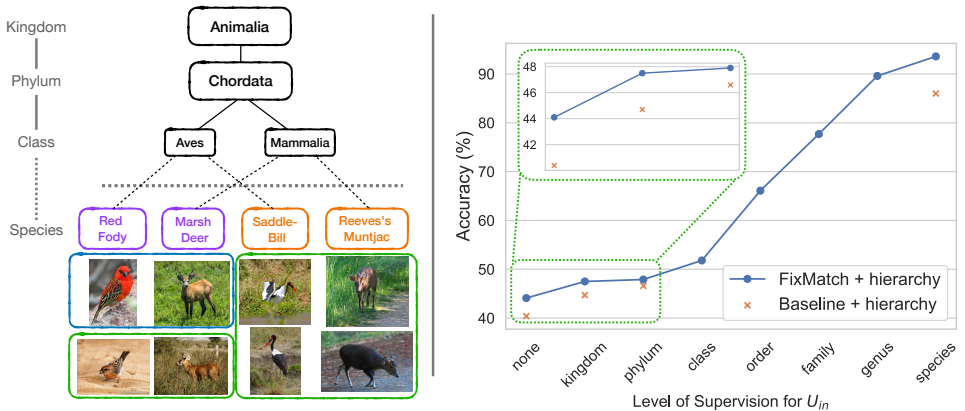 Kingdom
Animalia
Phylum
Chordata
Class
Aves
Mammalia
Species
Red
Fody
Marsh
Deer
Saddle-
Bill
Reeves's
Muntjac
Accuracy (%)
90
80
70
60
50
40
48
46
44
42
FixMatch + hierarchy
Baseline + hierarchy
none
kingdom
phylum
class
order
family
genus
species
Level of Supervision for U_in